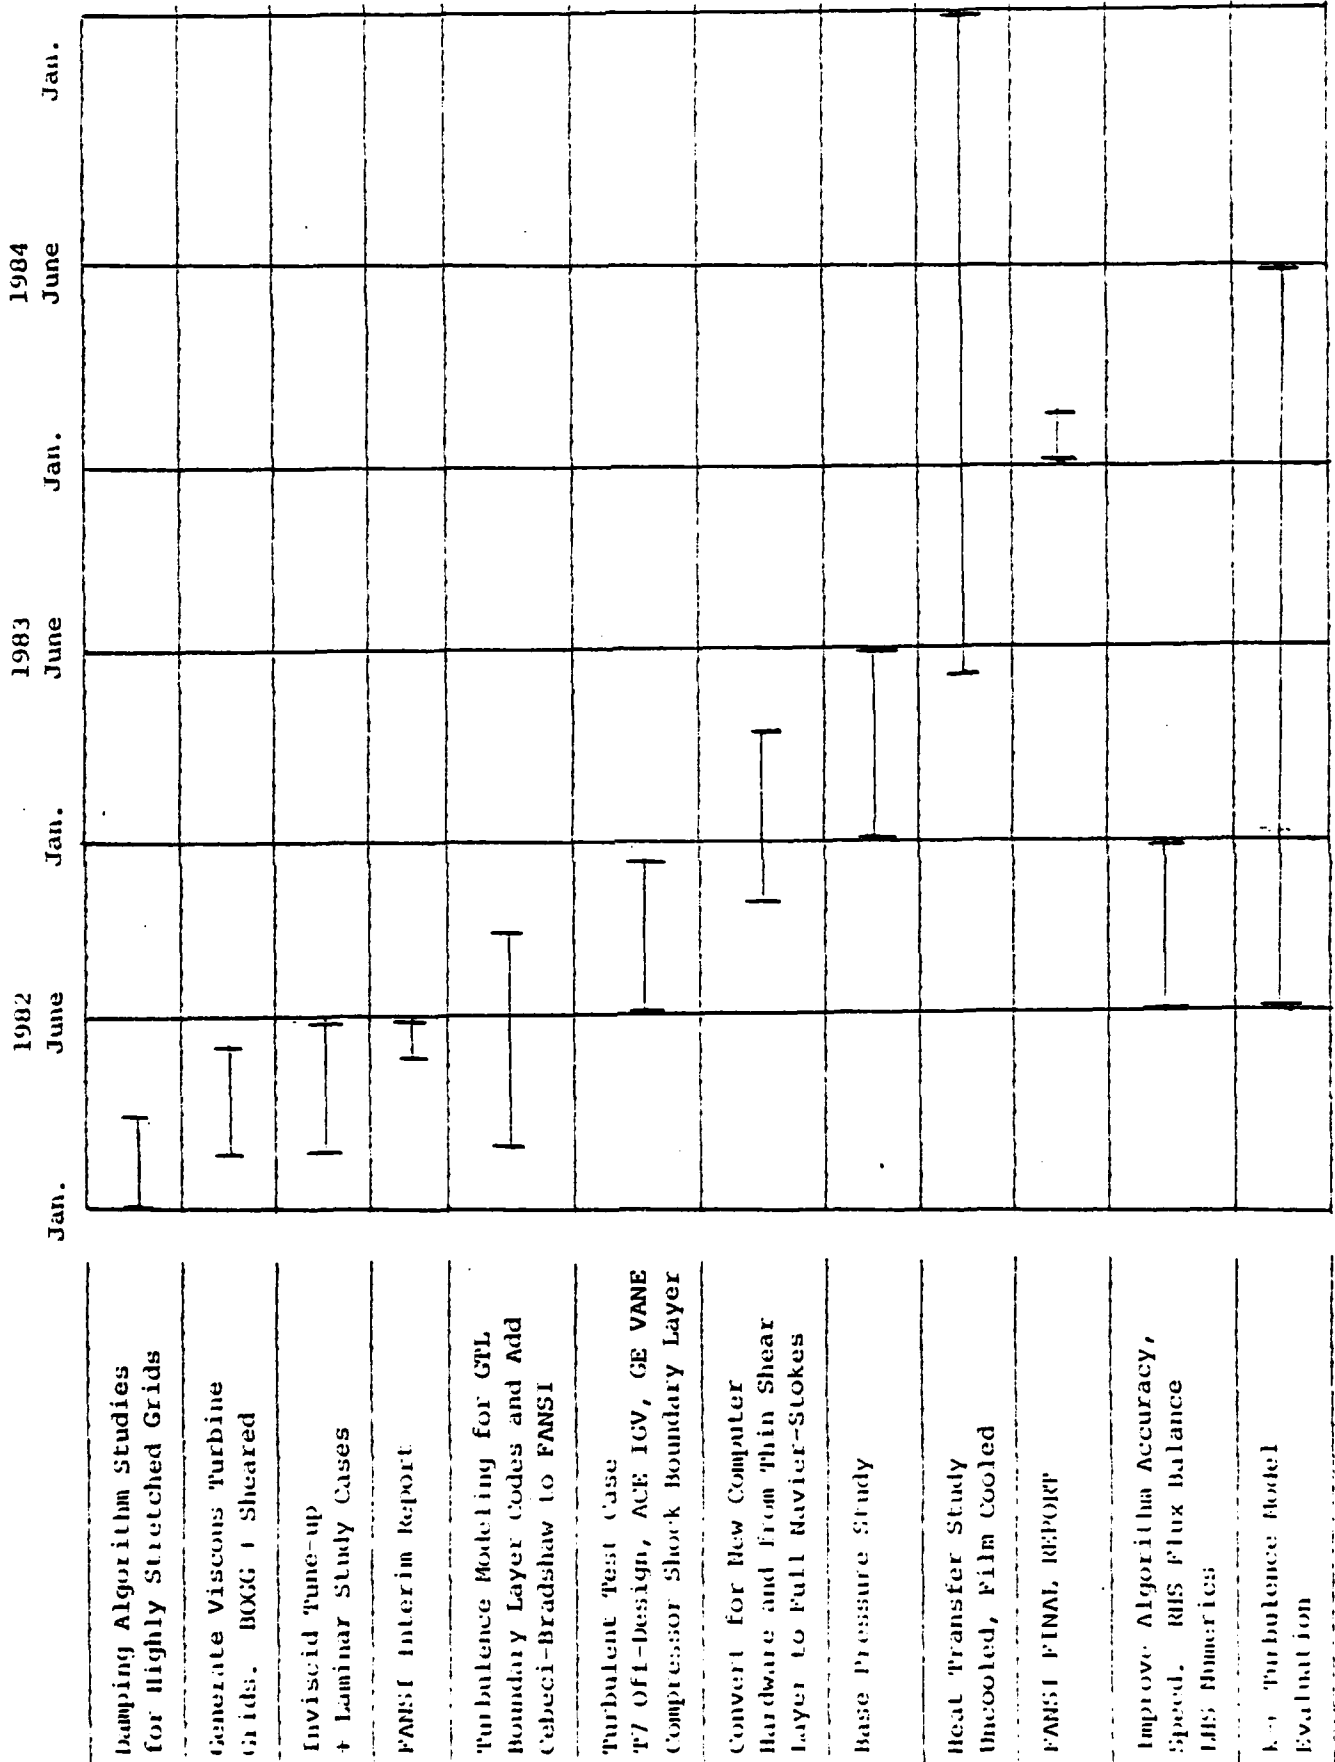 1982
1983
1984
Jan.
June
Jan.
June
Jan.
June
Jan.
Damping Algorithm Studies
for Highly Stretched Grids
Generate Viscous Turbine
Grids. BOGG + Sheared
Inviscid Tune-up
+ Laminar Study Cases
FANSI Interim Report
Turbulence Modeling for GTL
Boundary Layer Codes and Add
Cebeci-Bradshaw to FANSI
Turbulent Test Case
T7 Off-Design, ACE IGV, GE VANE
Compressor Shock Boundary Layer
Convert for New Computer
Hardware and from Thin Shear
Layer to Full Navier-Stokes
Base Pressure Study
Heat Transfer Study
Uncooled, Film Cooled
FANSI FINAL REPORT
Improve Algorithm Accuracy,
Speed. RHS Flux Balance
LHS Numerics
Turbulence Model
Evaluation